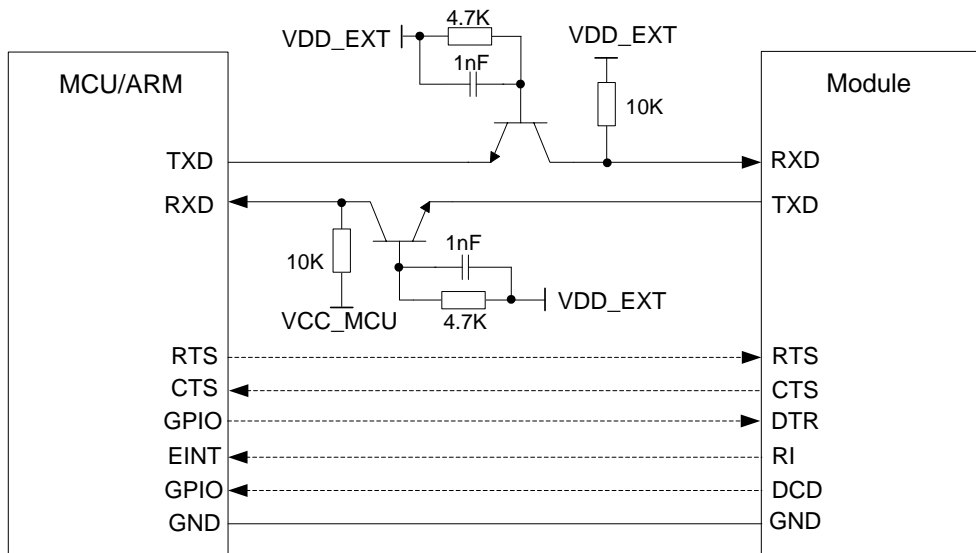 4.7K
VDD_EXT
VDD_EXT
1nF
MCU/ARM
Module
10K
TXD
RXD
RXD
TXD
1nF
10K
VDD_EXT
VCC_MCU
4.7K
RTS
RTS
CTS
CTS
GPIO
DTR
EINT
RI
GPIO
DCD
GND
GND